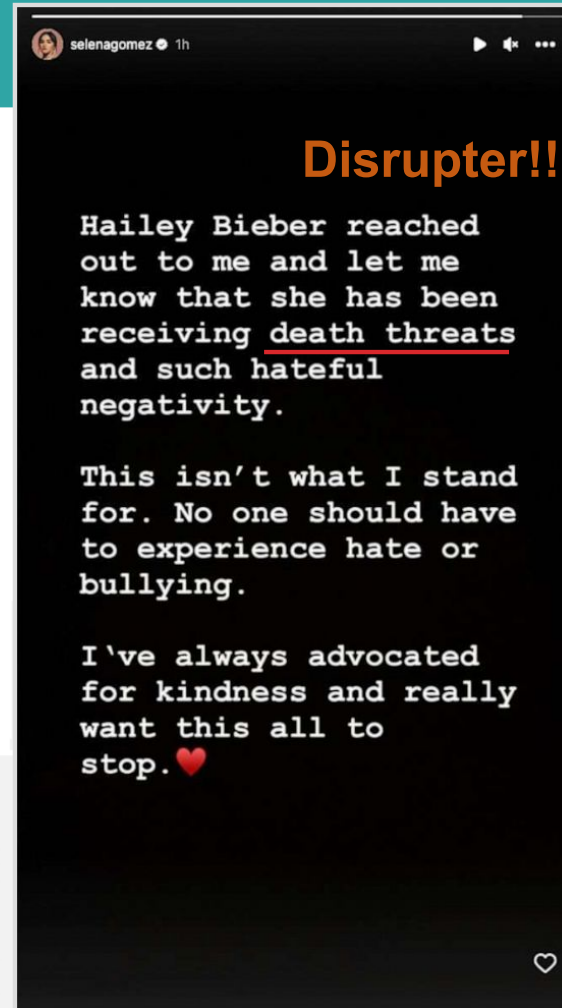 selenagomez 1h
Disrupter!!
Hailey Bieber reached
out to me and let me
know that she has been
receiving death threats
and such hateful
negativity.
This isn’t what I stand
for. No one should have
to experience hate or
bullying.
I‘ve always advocated
for kindness and really
want this all to
stop.♥️